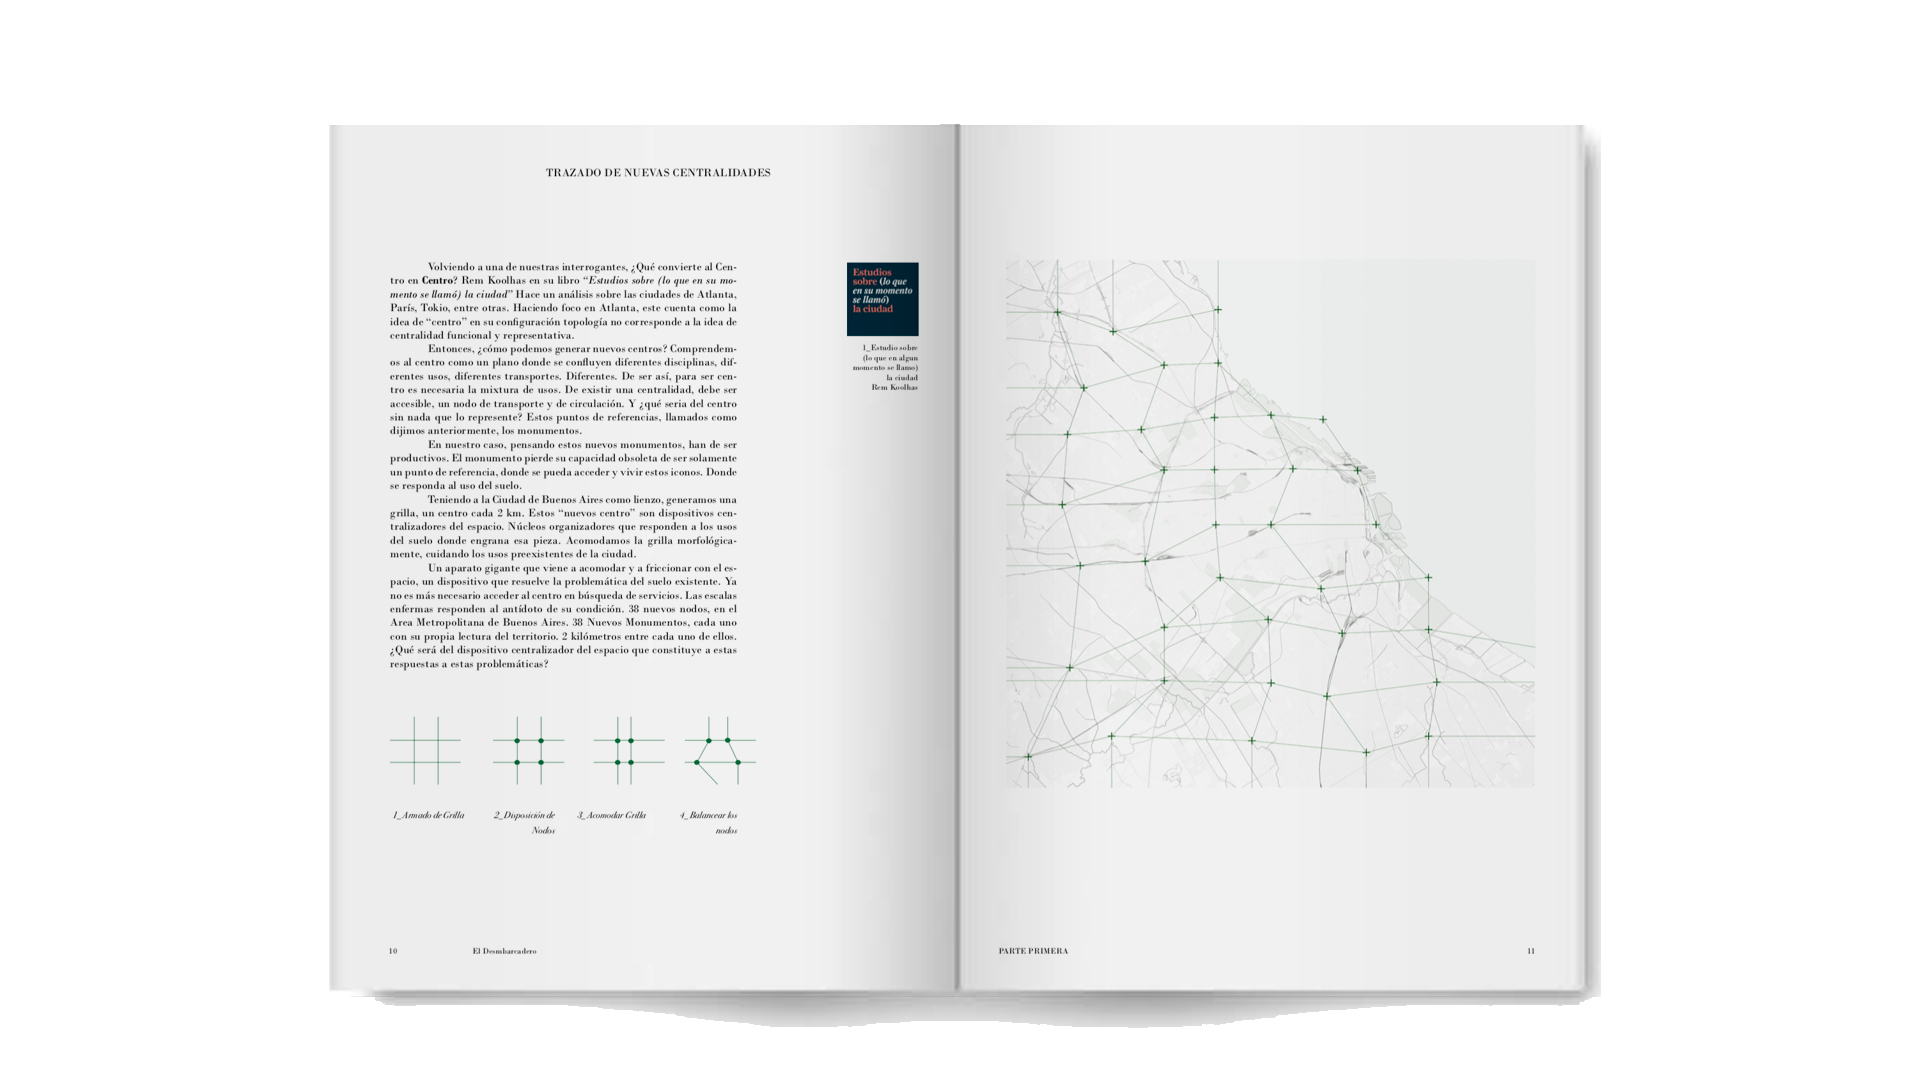 TRAZADO DE NUEVAS CENTRALIDADES
Volviendo a una de nuestras interrogantes, ¿Qué convierte al Cen-
tro en Centro? Rem Koolhas en su libro “Estudios sobre (lo que en su mo-
mento se llamó) la ciudad” Hace un análisis sobre las ciudades de Atlanta,
París, Tokio, entre otras. Haciendo foco en Atlanta, este cuenta como la
idea de “centro” en su configuración topología no corresponde a la idea de
centralidad funcional y representativa.
Entonces, ¿cómo podemos generar nuevos centros? Comprendem-
os al centro como un plano donde se confluyen diferentes disciplinas, dif-
erentes usos, diferentes transportes. Diferentes. De ser así, para ser cen-
tro es necesaria la mixtura de usos. De existir una centralidad, debe ser
accesible, un nodo de transporte y de circulación. Y ¿qué seria del centro
sin nada que lo represente? Estos puntos de referencias, llamados como
dijimos anteriormente, los monumentos.
En nuestro caso, pensando estos nuevos monumentos, han de ser
productivos. El monumento pierde su capacidad obsoleta de ser solamente
un punto de referencia, donde se pueda acceder y vivir estos iconos. Donde
se responda al uso del suelo.
Teniendo a la Ciudad de Buenos Aires como lienzo, generamos una
grilla, un centro cada 2 km. Estos “nuevos centro” son dispositivos cen-
tralizadores del espacio. Núcleos organizadores que responden a los usos
del suelo donde engrana esa pieza. Acomodamos la grilla morfológica-
mente, cuidando los usos preexistentes de la ciudad.
Un aparato gigante que viene a acomodar y a friccionar con el es-
pacio, un dispositivo que resuelve la problemática del suelo existente. Ya
no es más necesario acceder al centro en búsqueda de servicios. Las escalas
enfermas responden al antídoto de su condición. 38 nuevos nodos, en el
Area Metropolitana de Buenos Aires. 38 Nuevos Monumentos, cada uno
con su propia lectura del territorio. 2 kilómetros entre cada uno de ellos.
¿Qué será del dispositivo centralizador del espacio que constituye a estas
respuestas a estas problemáticas?
Estudios
sobre (lo que
en su momento
se llamó)
la ciudad
1_Estudio sobre
(lo que en algun
momento se llamo)
la ciudad
Rem Koolhas
1_Armado de Grilla
2_Disposición de
Nodos
3_Acomodar Grilla
4_Balancear los
nodos
10
El Desmbarcadero
PARTE PRIMERA
11